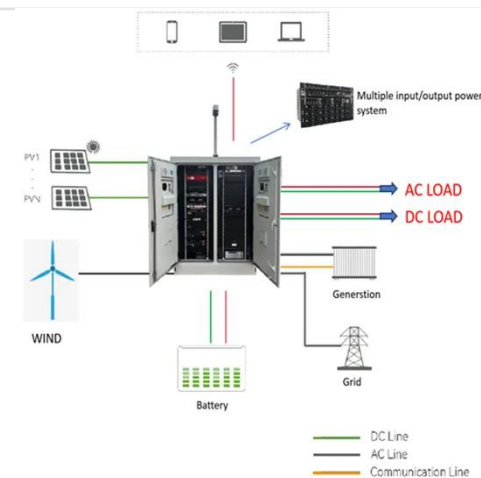 Multiple input/output power
system
PV1
PVN
AC LOAD
DC LOAD
WIND
Generstion
Grid
Battery
DC Line
AC Line
Communication Line